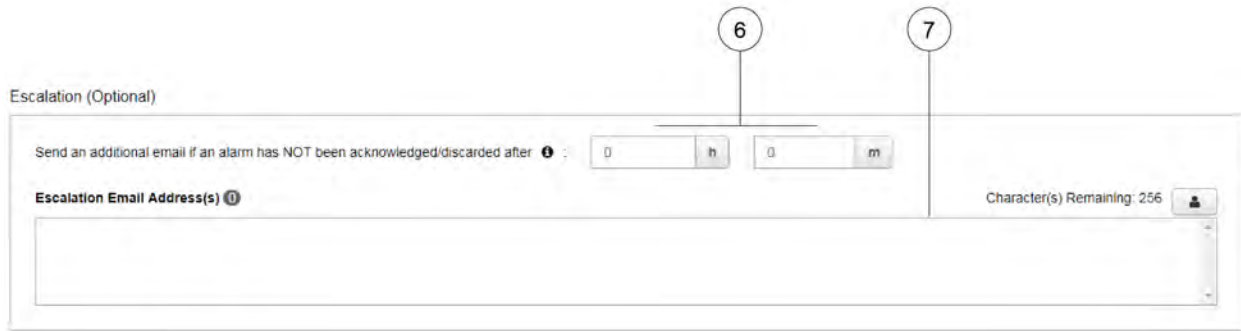 6 7
Escalation (Optional)
Send an additional email if an alarm has NOT been acknowledged/discarded after : 0 h 0 m
Escalation Email Address(s) 0 Character(s) Remaining: 256